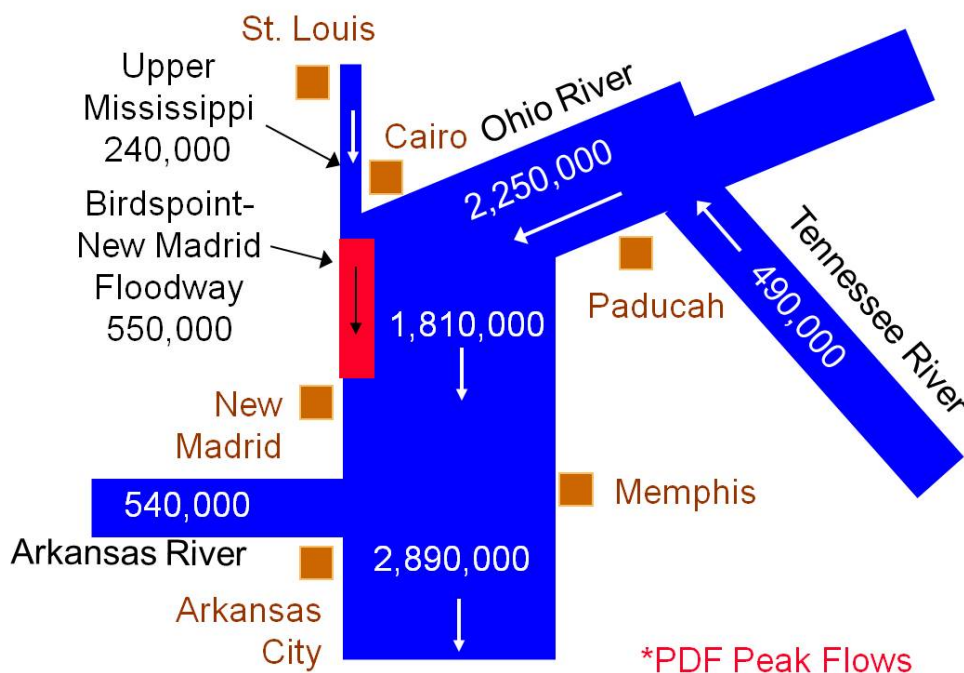 St. Louis
Upper
Mississippi
240,000
Cairo
Ohio River
2,250,000
Birdspoint-
New Madrid
Floodway
550,000
1,810,000
Paducah
490,000
Tennessee River
New
Madrid
Memphis
540,000
Arkansas River
2,890,000
Arkansas
City
*PDF Peak Flows